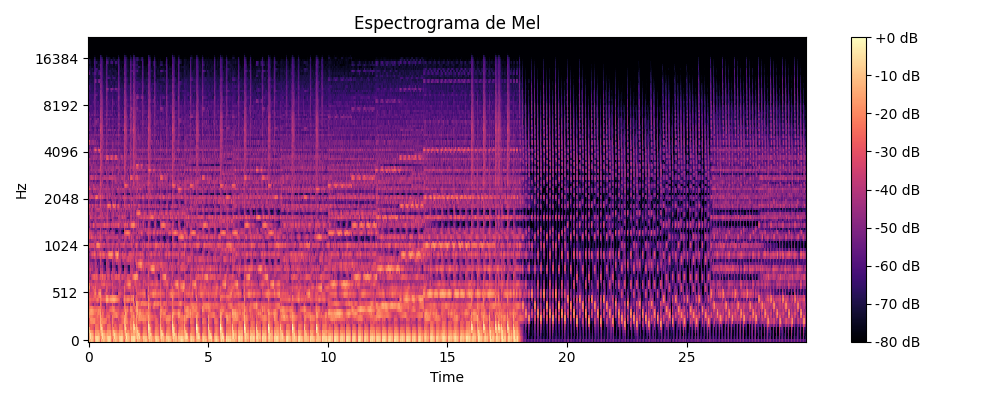 Espectrograma de Mel
Hz
16384
8192
4096
2048
1024
512
0
0 5 10 15 20 25
Time
+0 dB
-10 dB
-20 dB
-30 dB
-40 dB
-50 dB
-60 dB
-70 dB
-80 dB